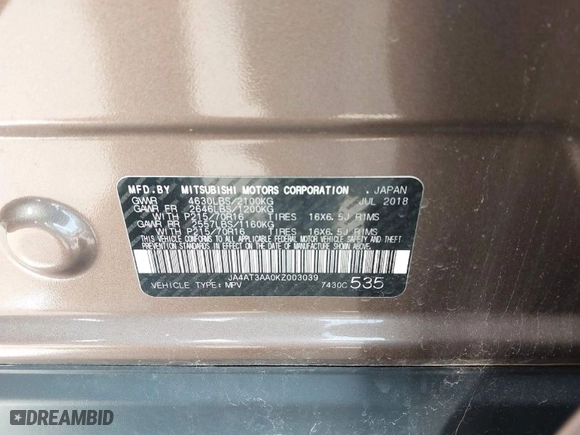 MFD.BY MITSUBISHI MOTORS CORPORATION . JAPAN
GVWR 4630LBS/2100KG JUL 2018
GAWR FR 2646LBS/1200KG
WITH P215/70R16 TIRES 16X6.5J RIMS
GAWR RR 2557LBS/1160KG
WITH P215/70R16 TIRES 16X6.5J RIMS
THIS VEHICLE CONFORMS TO ALL APPLICABLE FEDERAL MOTOR
VEHICLE SAFETY AND THEFT PREVENTION STANDARDS IN EFFECT
ON THE DATE OF MANUFACTURE SHOWN ABOVE.
JA4AT3AA0KZ003039
VEHICLE TYPE: MPV 7430C 535
DREAMBID